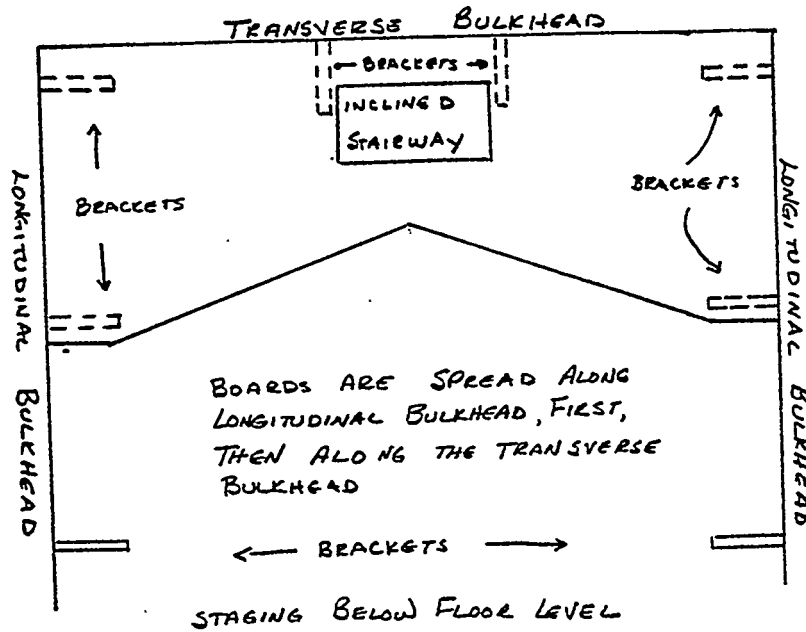 TRANSVERSE BULKHEAD
BRACKETS
INCLINED
STAIRWAY
BRACKETS
BRACKETS
LONGITUDINAL BULKHEAD
LONGITUDINAL BULKHEAD
BOARDS ARE SPREAD ALONG
LONGITUDINAL BULKHEAD, FIRST,
THEN ALONG THE TRANSVERSE
BULKHEAD
BRACKETS
STAGING BELOW FLOOR LEVEL